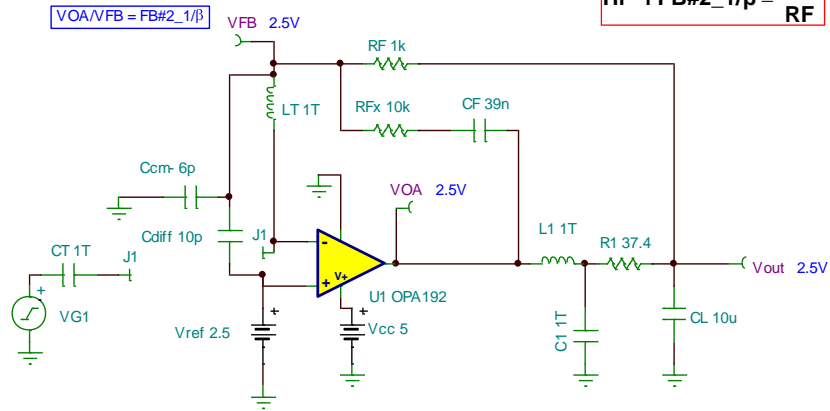 VOA/VFB = FB#2_1/β
RF
VFB 2.5V
RF 1k
LT 1T
RFx 10k
CF 39n
Ccm- 6p
VOA 2.5V
Cdiff 10p
J1
L1 1T
R1 37.4
CT 1T
J1
-
+
V+
U1 OPA192
Vout 2.5V
+
VG1
Vref 2.5
+
Vcc 5
+
C1 1T
CL 10u